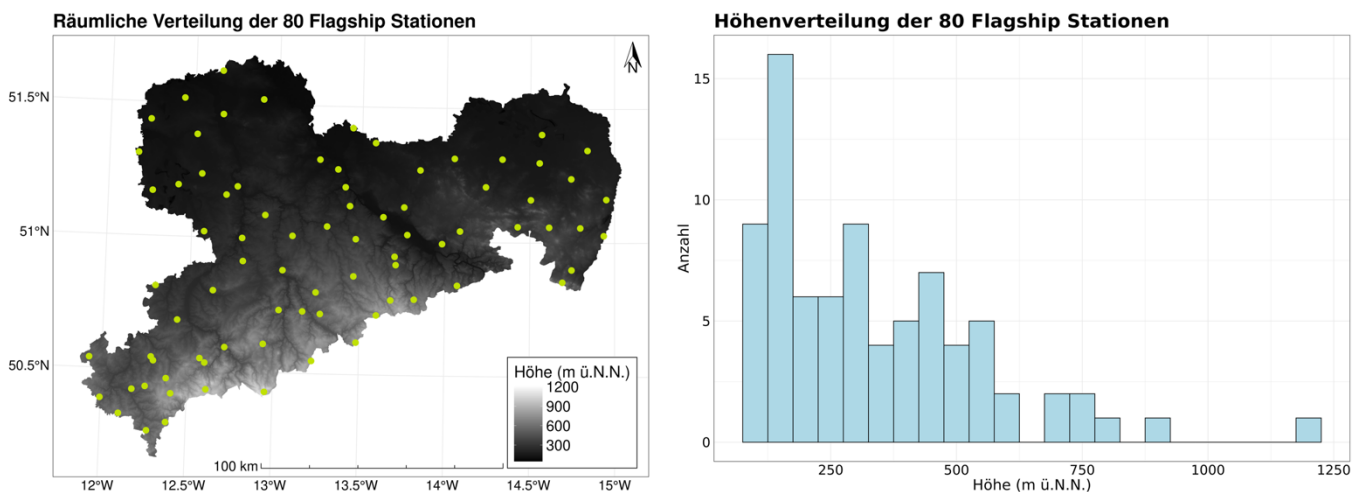 Räumliche Verteilung der 80 Flagship Stationen
N
51.5°N
51°N
50.5°N
Höhe (m ü.N.N.)
1200
900
600
300
100 km
12°W 12.5°W 13°W 13.5°W 14°W 14.5°W 15°W
Höhenverteilung der 80 Flagship Stationen
Anzahl
15
10
5
0
250 500 750 1000 1250
Höhe (m ü.N.N.)